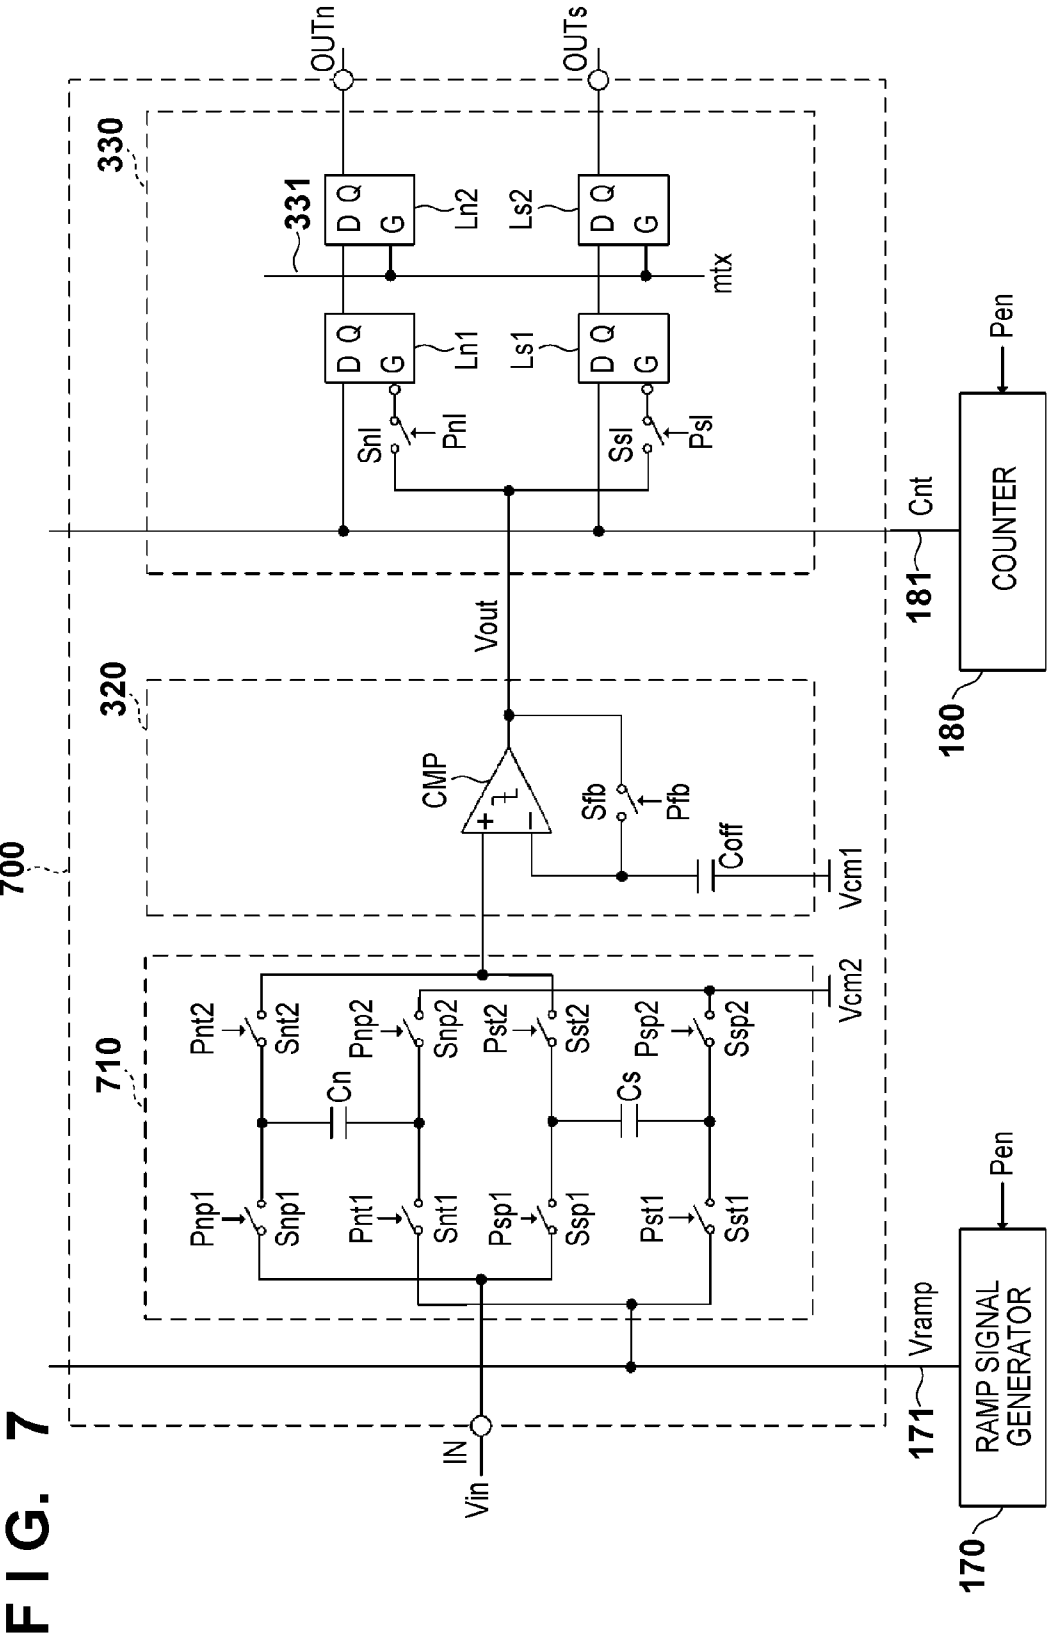 FIG. 7
700
710
320
330
331
Vin
IN
Pnp1
Snp1
Pnt1
Snt1
Psp1
Ssp1
Pst1
Sst1
Cn
Cs
Pnt2
Snt2
Pnp2
Snp2
Pst2
Sst2
Psp2
Ssp2
Vcm2
CMP
+
−
Sfb
Pfb
Coff
Vcm1
Vout
Snl
Pnl
Ssl
Psl
D Q
G
Ln1
D Q
G
Ls1
D Q
G
Ln2
D Q
G
Ls2
mtx
OUTn
OUTs
171
Vramp
170
RAMP SIGNAL
GENERATOR
Pen
181
Cnt
180
COUNTER
Pen